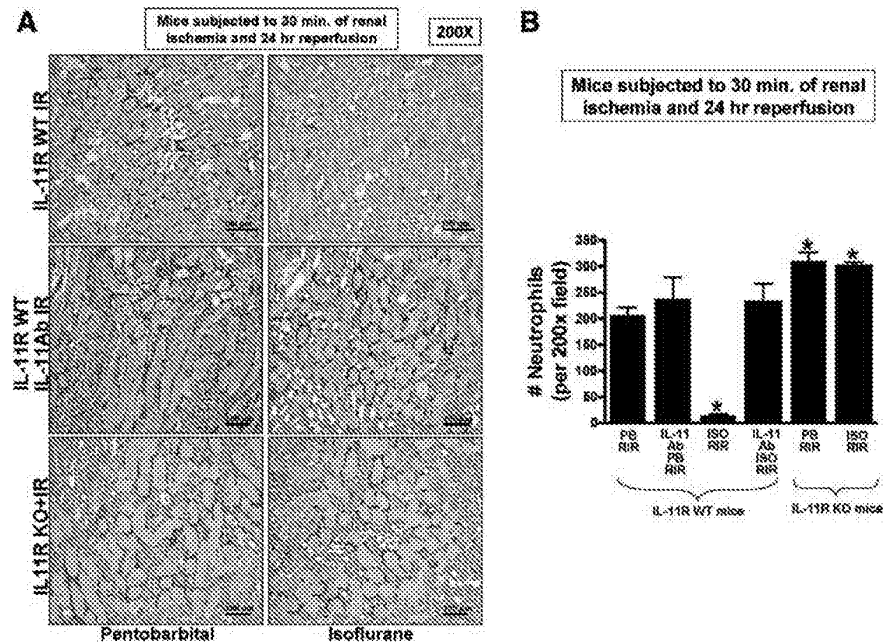 A
Mice subjected to 30 min. of renal
ischemia and 24 hr reperfusion
200X
IL-11R WT IR
IL-11R WT
IL-11Ab IR
IL11R KO+IR
Pentobarbital
Isoflurane
B
Mice subjected to 30 min. of renal
ischemia and 24 hr reperfusion
# Neutrophils
(per 200x field)
350
300
250
200
150
100
50
0
*
*
*
PB
RIR
IL-11
Ab
PB
RIR
ISO
RIR
IL-11
Ab
ISO
RIR
PB
RIR
ISO
RIR
IL-11R WT mice
IL-11R KO mice